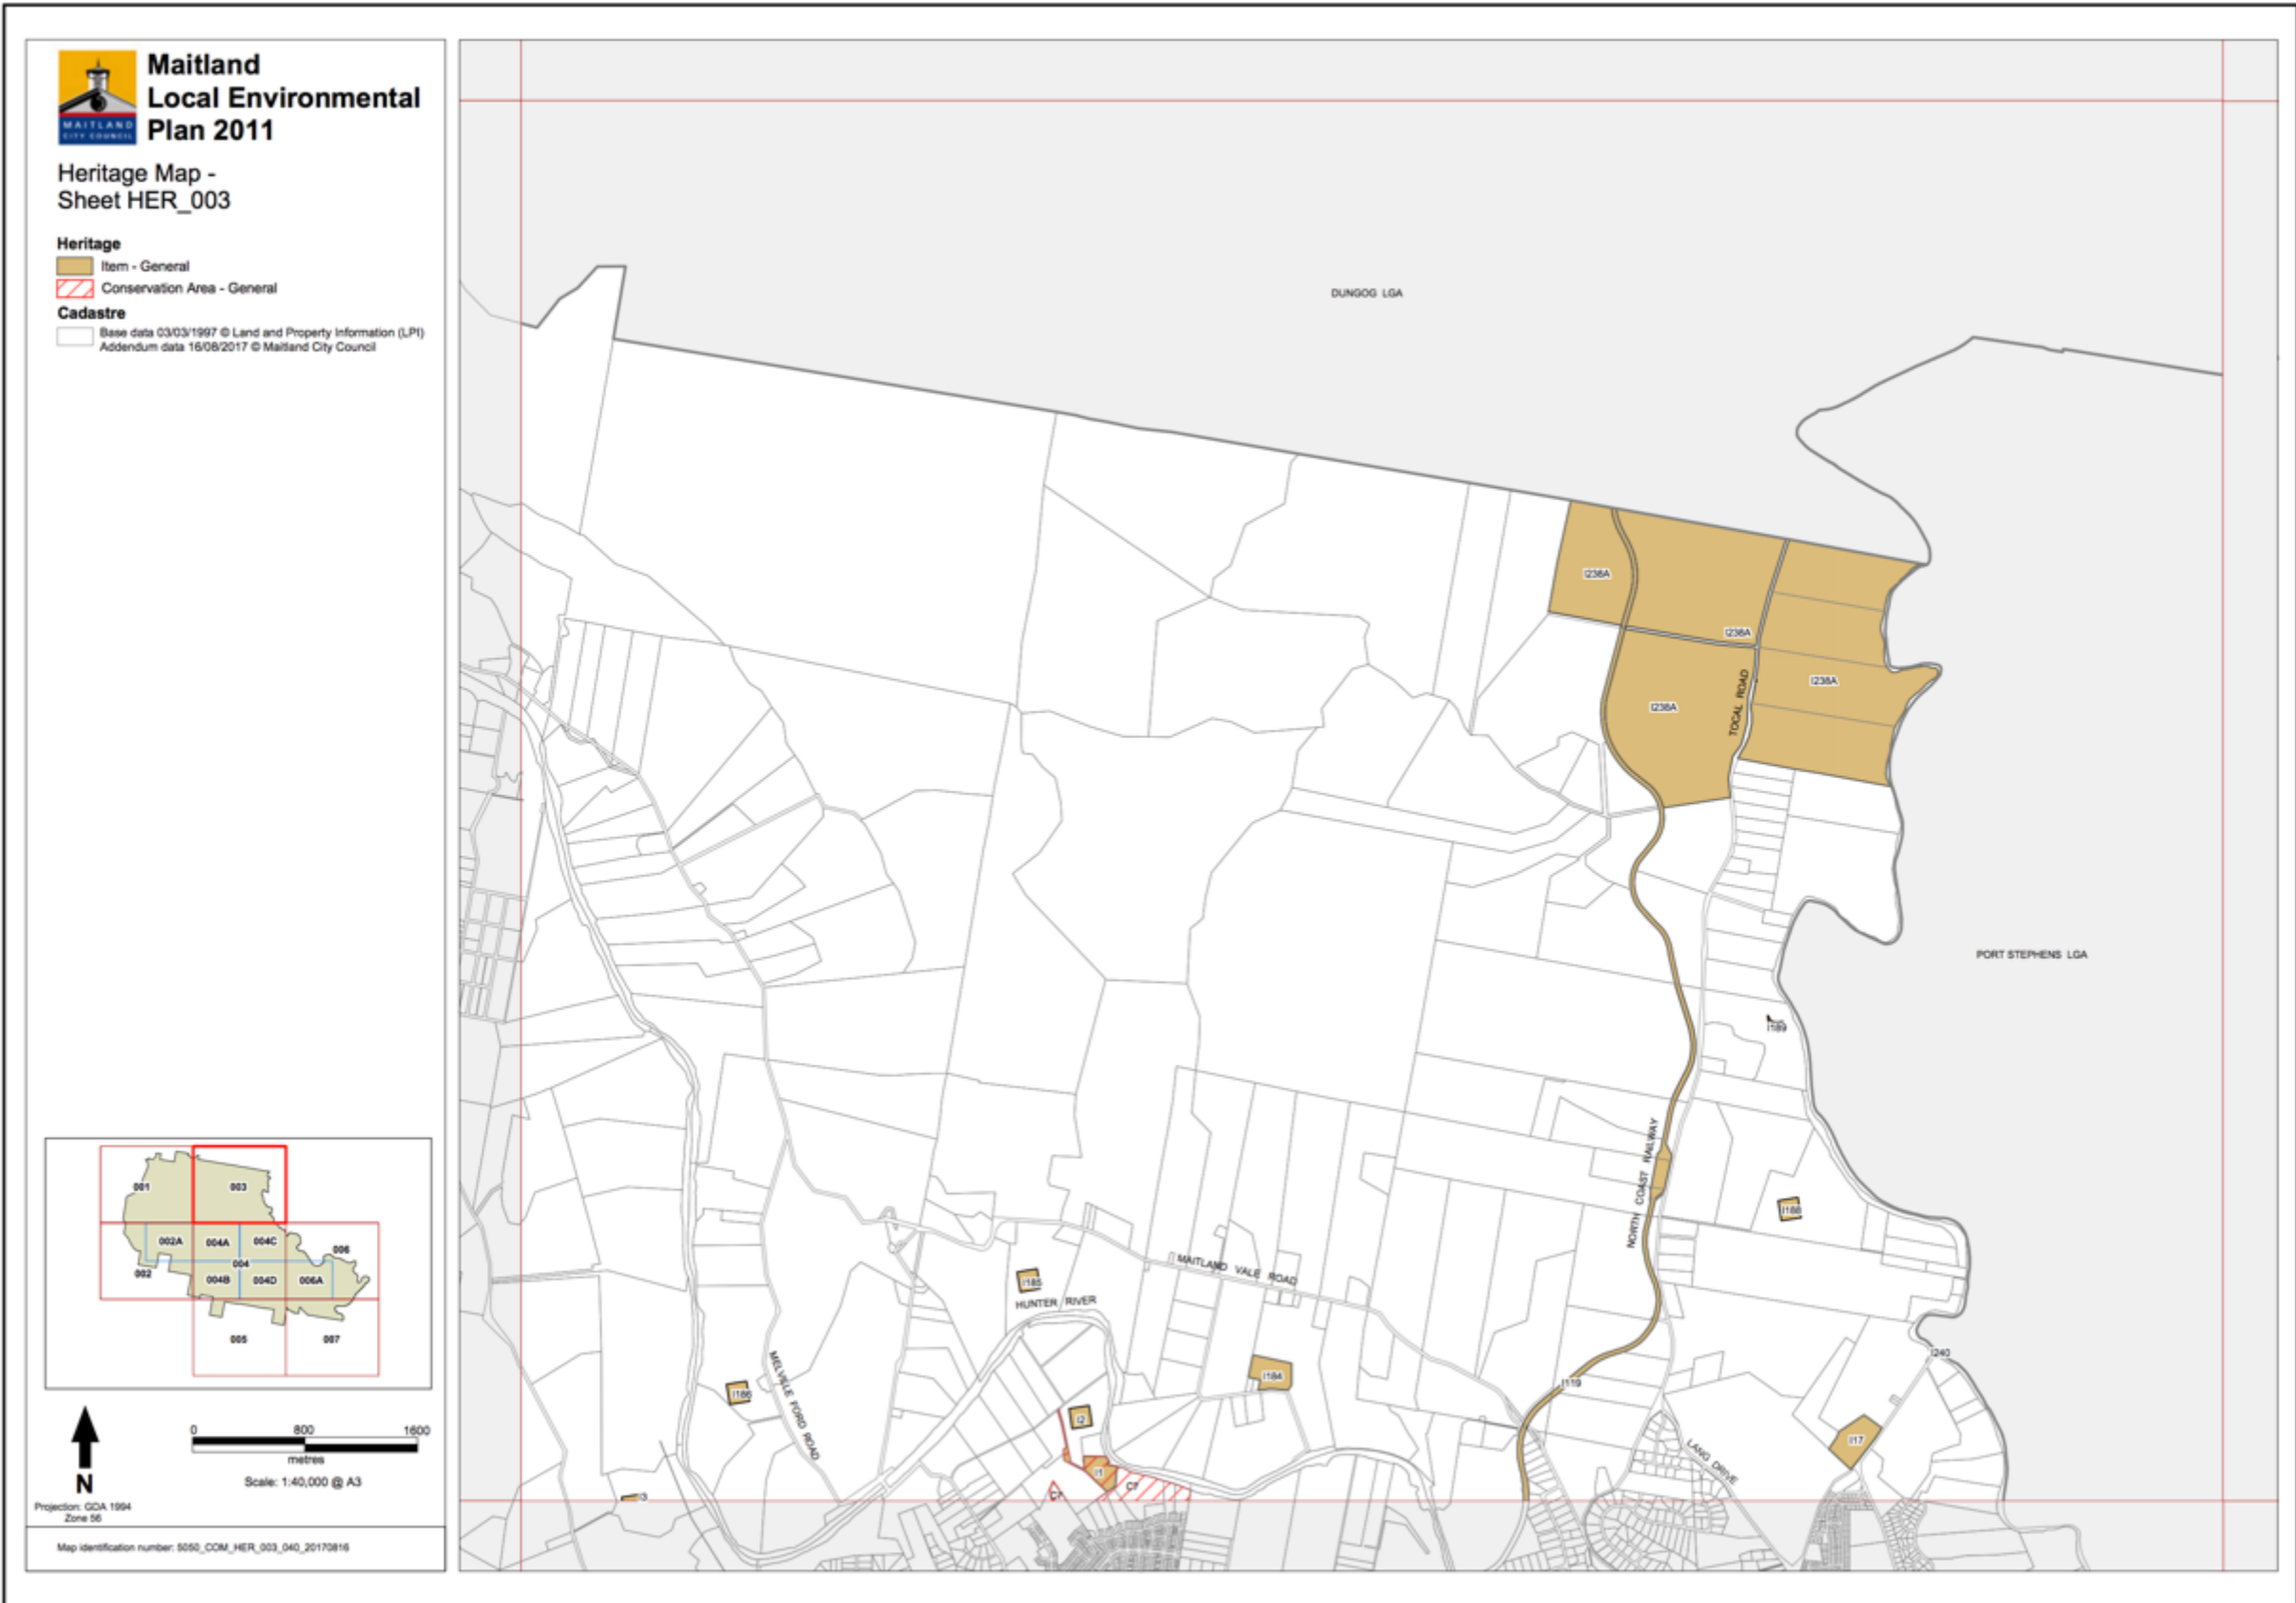 Maitland
Local Environmental
Plan 2011
MAITLAND
CITY COUNCIL
Heritage Map -
Sheet HER_003
Heritage
Item - General
Conservation Area - General
Cadastre
Base data 03/03/1997 © Land and Property Information (LPI)
Addendum data 16/08/2017 © Maitland City Council
001
003
002A
004A
004C
006
004
002
004B
004D
006A
005
007
N
0 800 1600
metres
Scale: 1:40,000 @ A3
Projection: GDA 1994
Zone 56
Map identification number: 5050_COM_HER_003_040_20170816
DUNGOG LGA
I238A
I238A
I238A
I238A
TOCAL ROAD
PORT STEPHENS LGA
I189
NORTH COAST RAILWAY
I188
MAITLAND VALE ROAD
I185
HUNTER RIVER
I240
I184
I119
I186
MELVILLE FORD ROAD
I2
I17
LANG DRIVE
I1
C7
C7
I3